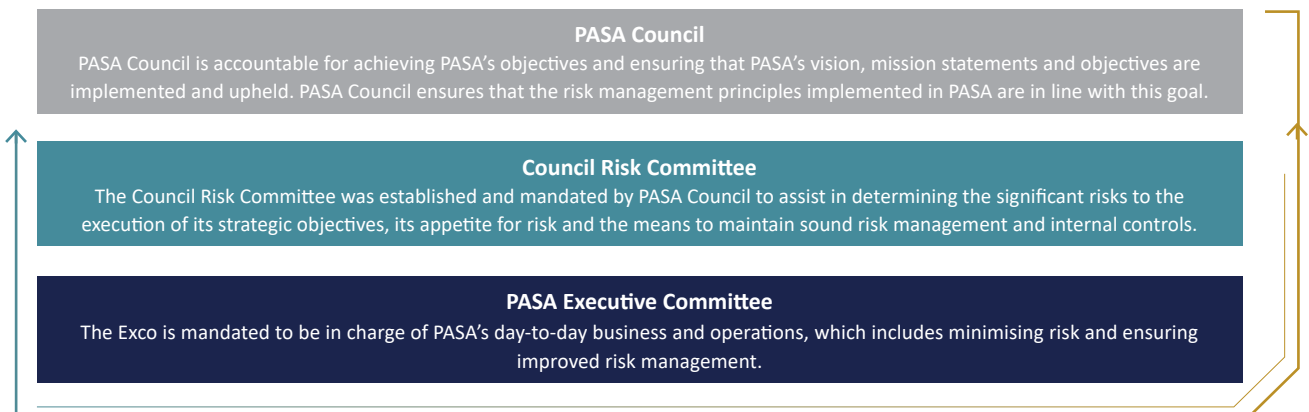 PASA Council
PASA Council is accountable for achieving PASA's objectives and ensuring that PASA's vision, mission statements and objectives are
implemented and upheld. PASA Council ensures that the risk management principles implemented in PASA are in line with this goal.
Council Risk Committee
The Council Risk Committee was established and mandated by PASA Council to assist in determining the significant risks to the
execution of its strategic objectives, its appetite for risk and the means to maintain sound risk management and internal controls.
PASA Executive Committee
The Exco is mandated to be in charge of PASA's day-to-day business and operations, which includes minimising risk and ensuring
improved risk management.